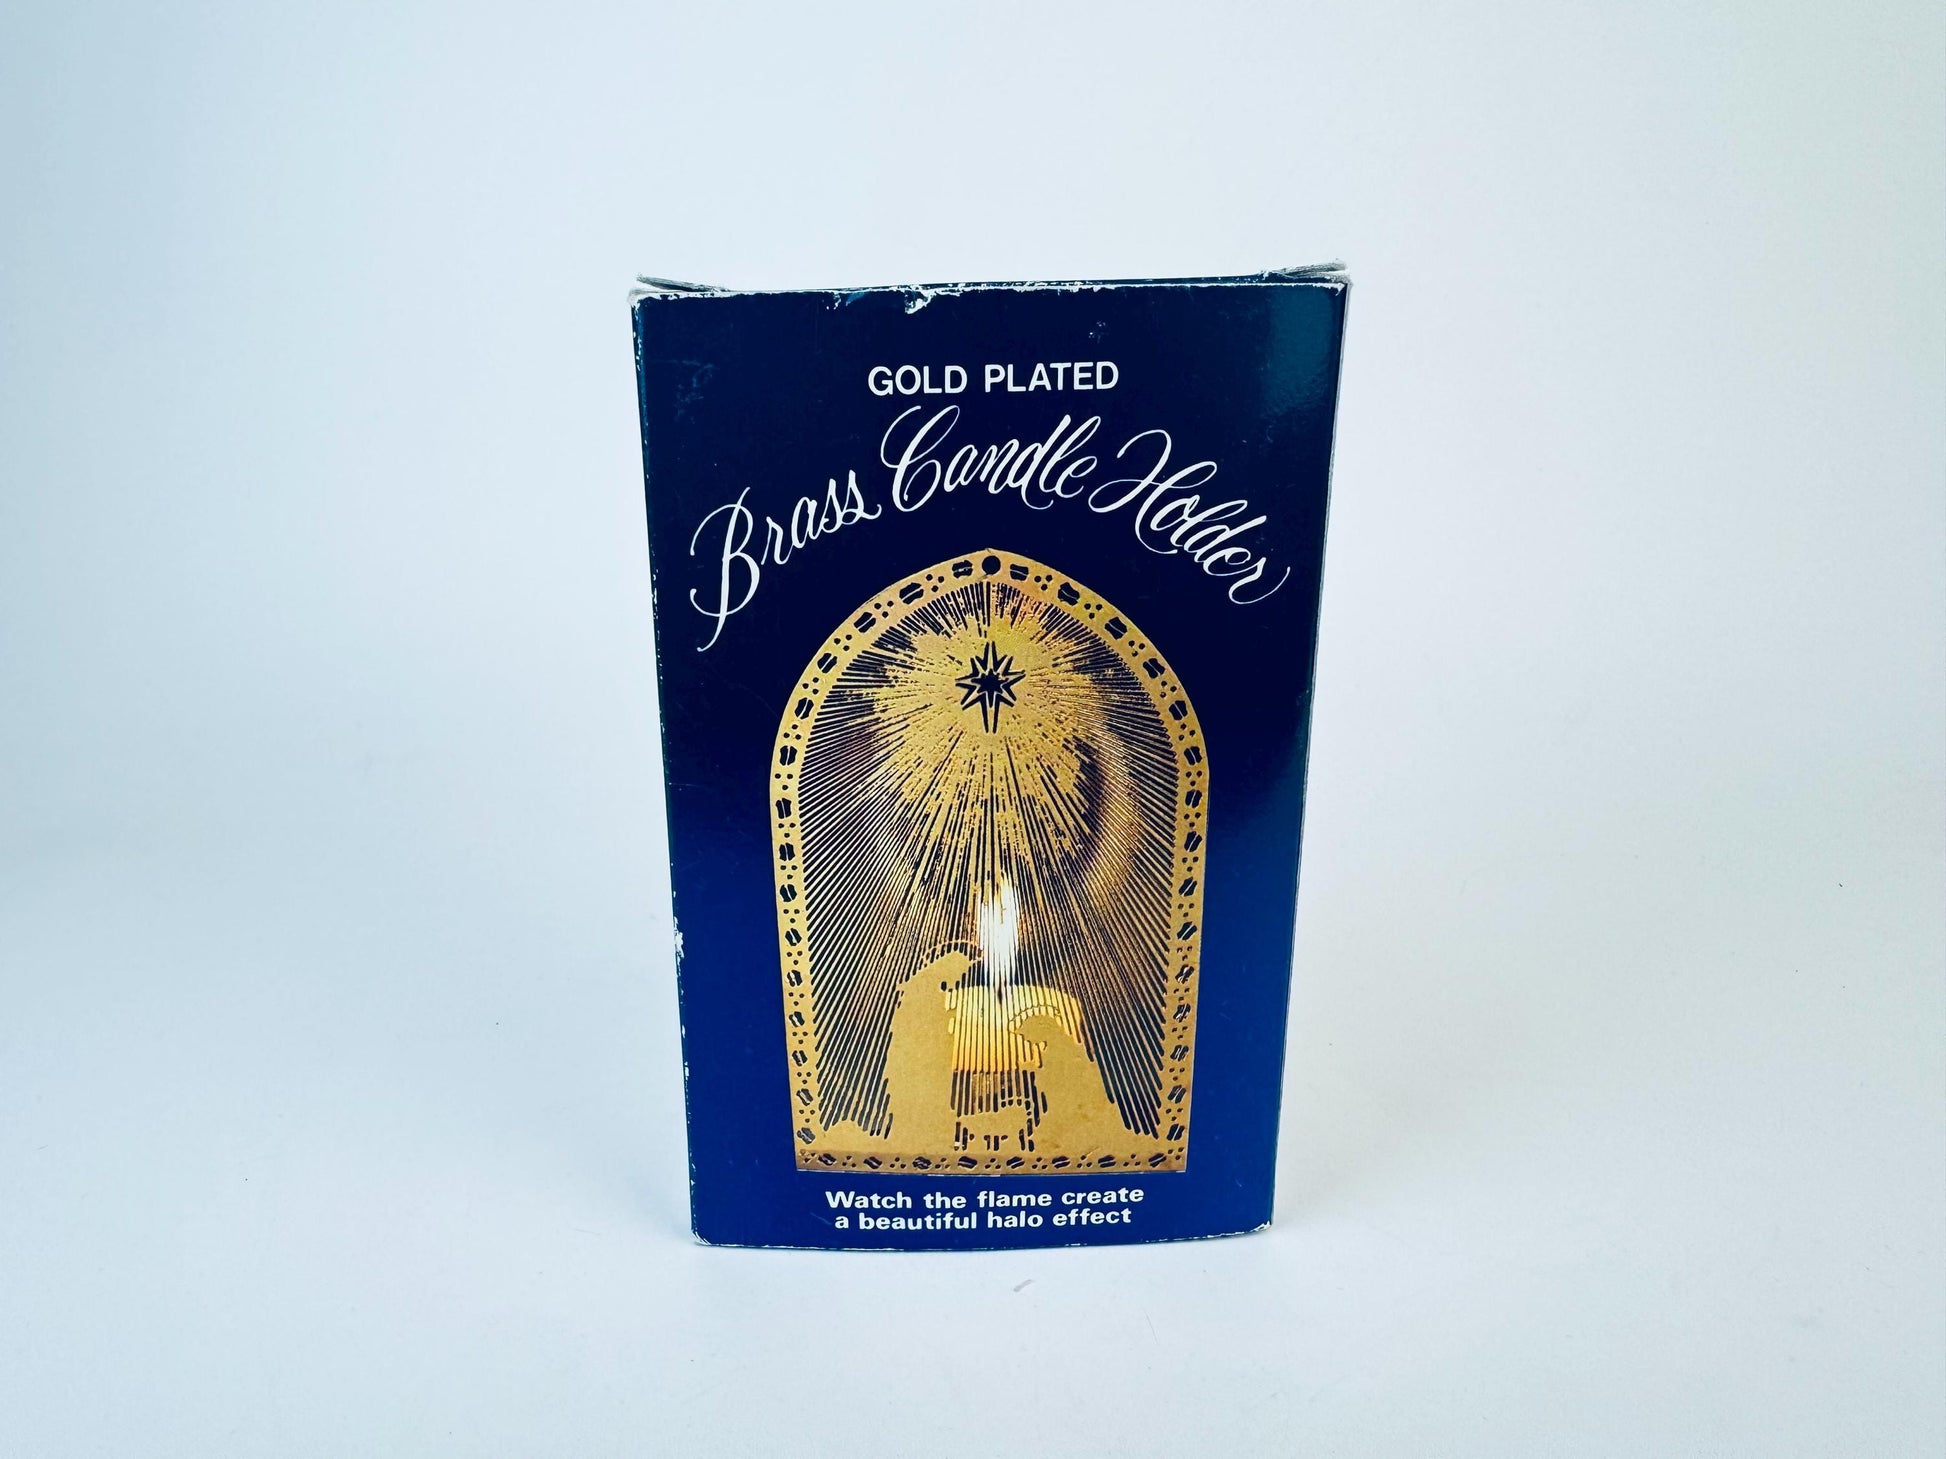 GOLD PLATED
Brass Candle Holder
Watch the flame create
a beautiful halo effect